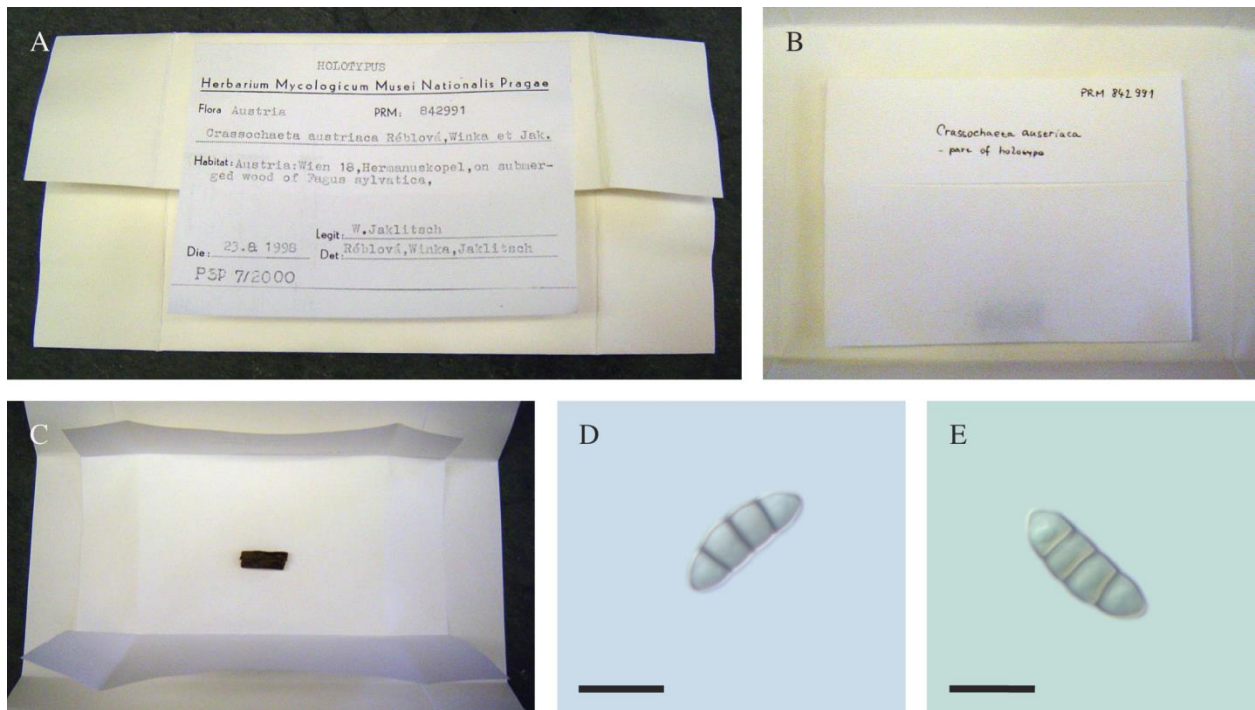 A
HOLOTYPUS
Herbarium Mycologicum Musei Nationalis Pragae
Flora Austria PRM: 842991
Crassochaeta austriaca Réblová,Winka et Jak.
Habitat: Austria:Wien 18,Hermanuskopel,on submer-
ged wood of Fagus sylvatica,
Legit: W.Jaklitsch
Die: 23.8 1998 Det: Réblová,Winka,Jaklitsch
PSP 7/2000
B
PRM 842991
Crassochaeta austriaca
- part of holotype
C
D
E